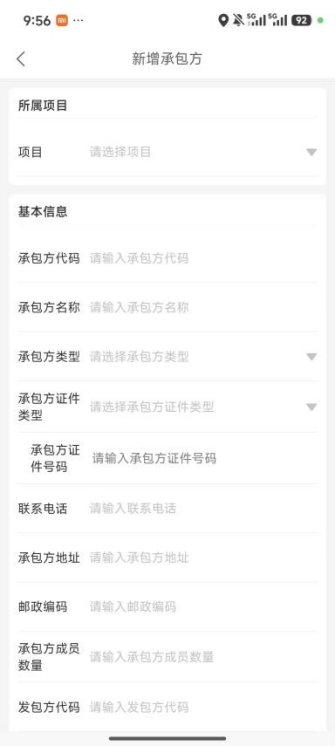 9:56 ···
5G 5G 92
新增承包方
所属项目
项目 请选择项目
基本信息
承包方代码 请输入承包方代码
承包方名称 请输入承包方名称
承包方类型 请选择承包方类型
承包方证件
类型
请选择承包方证件类型
承包方证
件号码
请输入承包方证件号码
联系电话 请输入联系电话
承包方地址 请输入承包方地址
邮政编码 请输入邮政编码
承包方成员
数量
请输入承包方成员数量
发包方代码 请输入发包方代码